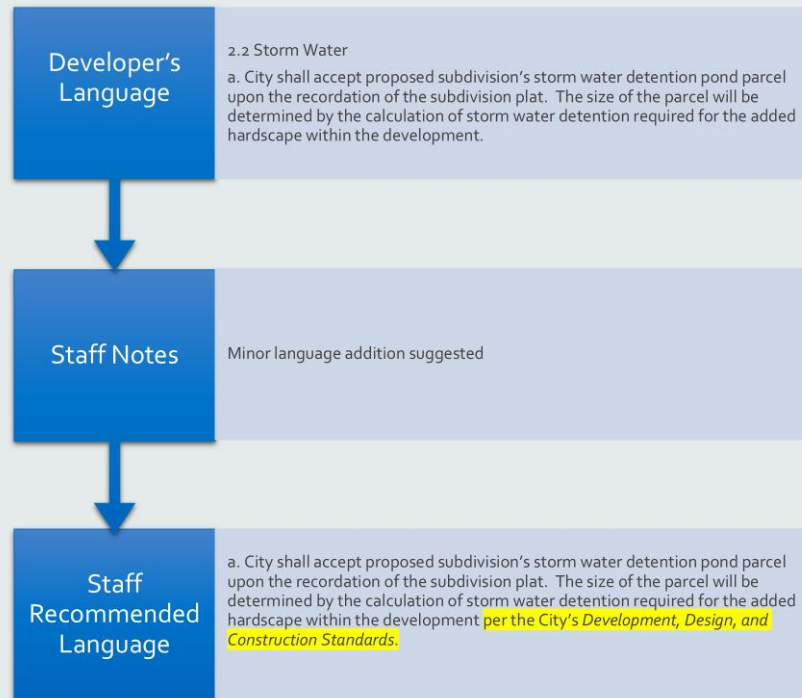 Developer's
Language
2.2 Storm Water
a. City shall accept proposed subdivision's storm water detention pond parcel
upon the recordation of the subdivision plat.  The size of the parcel will be
determined by the calculation of storm water detention required for the added
hardscape within the development.
Staff Notes
Minor language addition suggested
Staff
Recommended
Language
a. City shall accept proposed subdivision's storm water detention pond parcel
upon the recordation of the subdivision plat.  The size of the parcel will be
determined by the calculation of storm water detention required for the added
hardscape within the development per the City's Development, Design, and
Construction Standards.